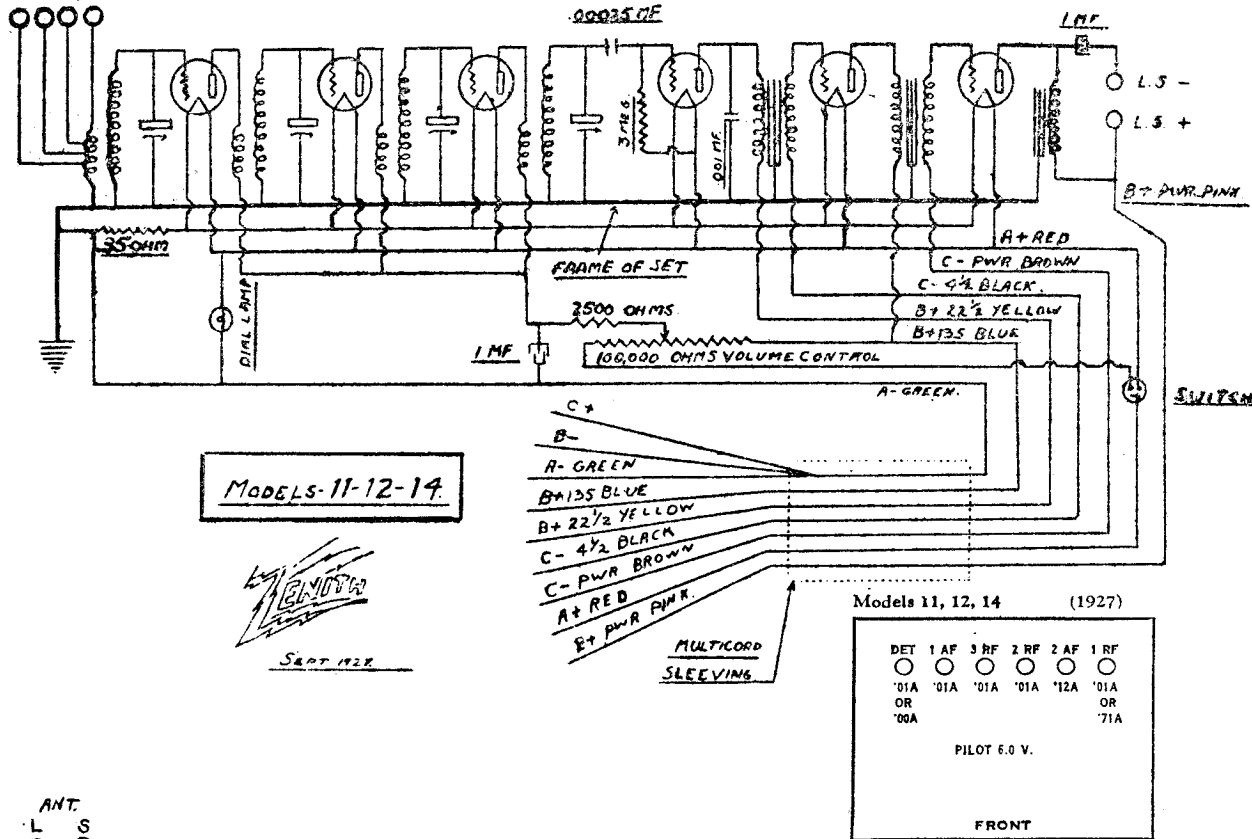 .00025 MF
1 MF
L.S -
L.S. +
3 MEG
.001 MF
B+ PWR. PINK
25 OHM
A+ RED
FRAME OF SET
C- PWR BROWN
C- 4½ BLACK.
DIAL LAMP
2500 OHMS
B+ 22½ YELLOW
B+135 BLUE
1 MF
100,000 OHMS VOLUME CONTROL
A- GREEN.
SWITCH
C+
B-
A- GREEN
B+135 BLUE
B+ 22½ YELLOW
C- 4½ BLACK
C- PWR BROWN
A+ RED
B+ PWR PINK.
MODELS-11-12-14.
ZENITH
SEPT 1927.
MULTICORD
SLEEVING
Models 11, 12, 14 (1927)
DET 1 AF 3 RF 2 RF 2 AF 1 RF
'01A '01A '01A '01A '12A '01A
OR OR
'00A '71A
PILOT 6.0 V.
FRONT
ANT.
L S